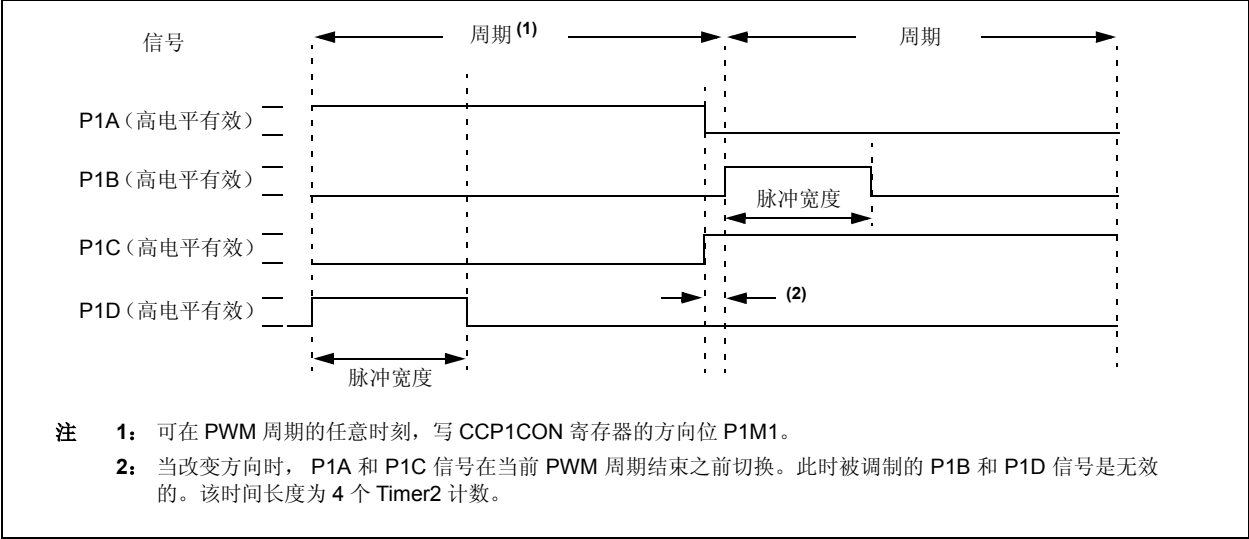 信号
周期(1)
周期
P1A（高电平有效）
P1B（高电平有效）
脉冲宽度
P1C（高电平有效）
(2)
P1D（高电平有效）
脉冲宽度
注 1： 可在 PWM 周期的任意时刻，写 CCP1CON 寄存器的方向位 P1M1。
2： 当改变方向时， P1A 和 P1C 信号在当前 PWM 周期结束之前切换。此时被调制的 P1B 和 P1D 信号是无效
的。该时间长度为 4 个 Timer2 计数。